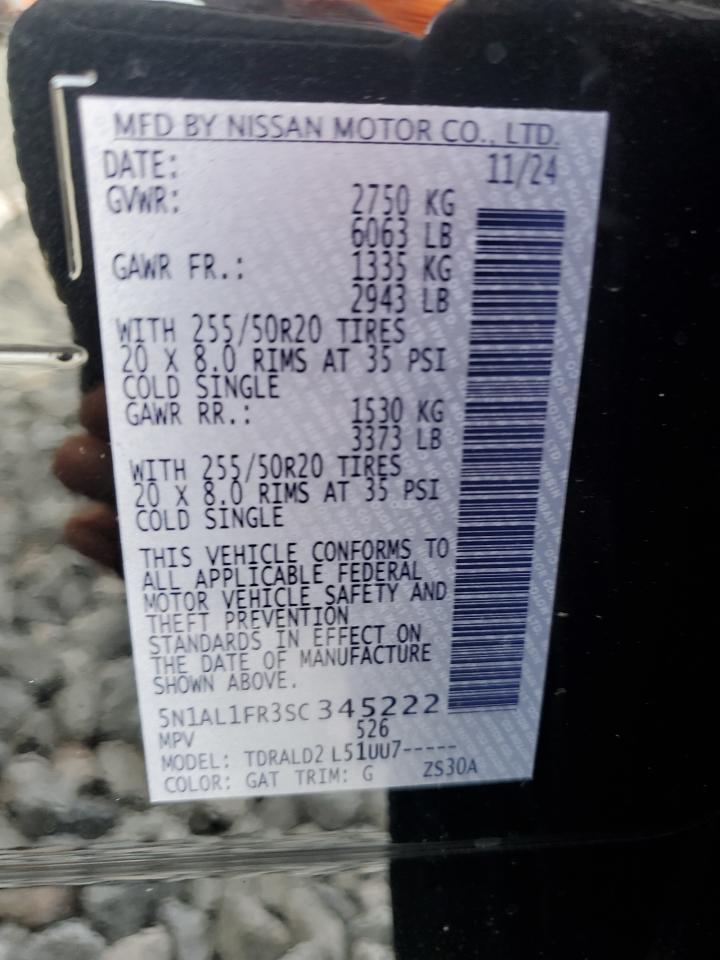 MFD BY NISSAN MOTOR CO., LTD.
DATE: 11/24
GVWR: 2750 KG
6063 LB
GAWR FR.: 1335 KG
2943 LB
WITH 255/50R20 TIRES
20 X 8.0 RIMS AT 35 PSI
COLD SINGLE
GAWR RR.: 1530 KG
3373 LB
WITH 255/50R20 TIRES
20 X 8.0 RIMS AT 35 PSI
COLD SINGLE
THIS VEHICLE CONFORMS TO
ALL APPLICABLE FEDERAL
MOTOR VEHICLE SAFETY AND
THEFT PREVENTION
STANDARDS IN EFFECT ON
THE DATE OF MANUFACTURE
SHOWN ABOVE.
5N1AL1FR3SC 345222
MPV 526
MODEL: TDRALD2 L51UU7-----
COLOR: GAT TRIM: G ZS30A